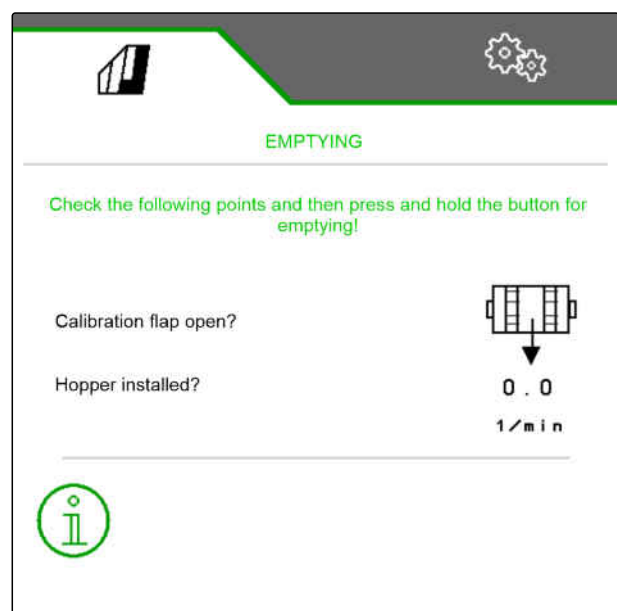 EMPTYING
Check the following points and then press and hold the button for
emptying!
Calibration flap open?
Hopper installed?
0.0
1/min